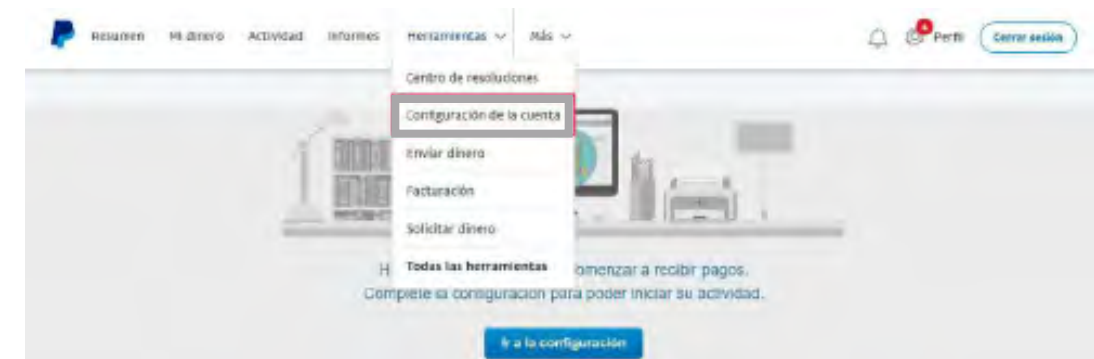 Resumen Mi dinero Actividad Informes Herramientas Más Perfil Cerrar sesión
Centro de resoluciones
Configuración de la cuenta
Enviar dinero
Facturación
Solicitar dinero
Todas las herramientas
H omenzar a recibir pagos.
Complete la configuración para poder iniciar su actividad.
Ir a la configuración